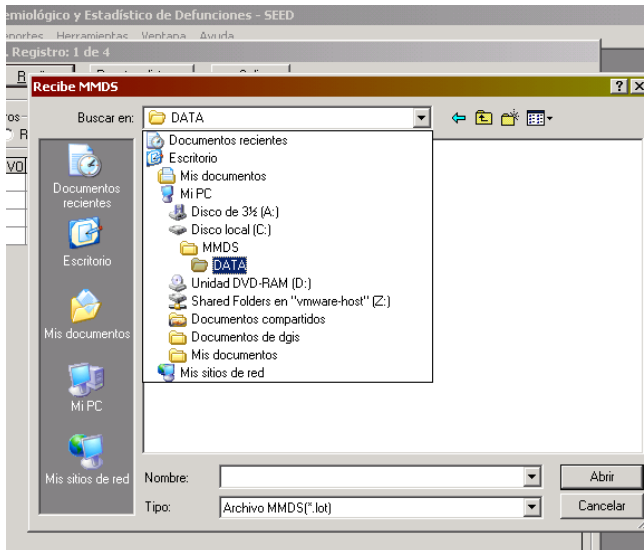 emiológico y Estadístico de Defunciones - SEED
Herramientas Ventana Ayuda
. Registro: 1 de 4
Recibe MMDS
Buscar en: DATA
Documentos recientes
Escritorio
Mis documentos
Mi PC
Disco de 3½ (A:)
Disco local (C:)
MMDS
DATA
Unidad DVD-RAM (D:)
Shared Folders en "vmware-host" (Z:)
Documentos compartidos
Documentos de dgis
Mis documentos
Mis sitios de red
Documentos
recientes
Escritorio
Mis documentos
Mi PC
Mis sitios de red
Nombre:
Abrir
Tipo: Archivo MMDS(*.lot)
Cancelar